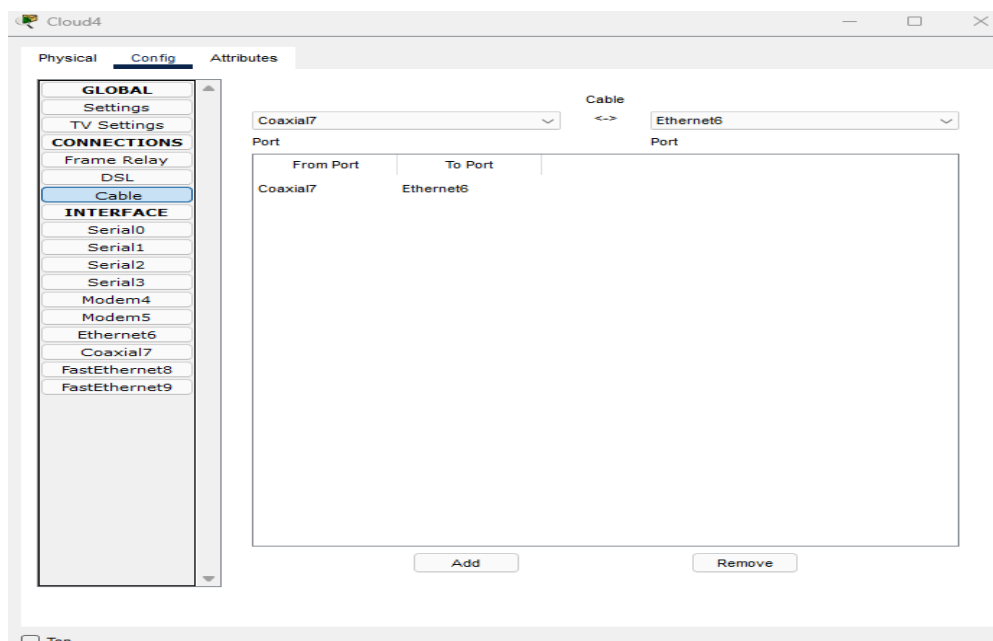 Cloud4
Physical Config Attributes
GLOBAL
Settings
TV Settings
CONNECTIONS
Frame Relay
DSL
Cable
INTERFACE
Serial0
Serial1
Serial2
Serial3
Modem4
Modem5
Ethernet6
Coaxial7
FastEthernet8
FastEthernet9
Cable
Coaxial7 <-> Ethernet6
Port Port
From Port To Port
Coaxial7 Ethernet6
Add Remove
Top